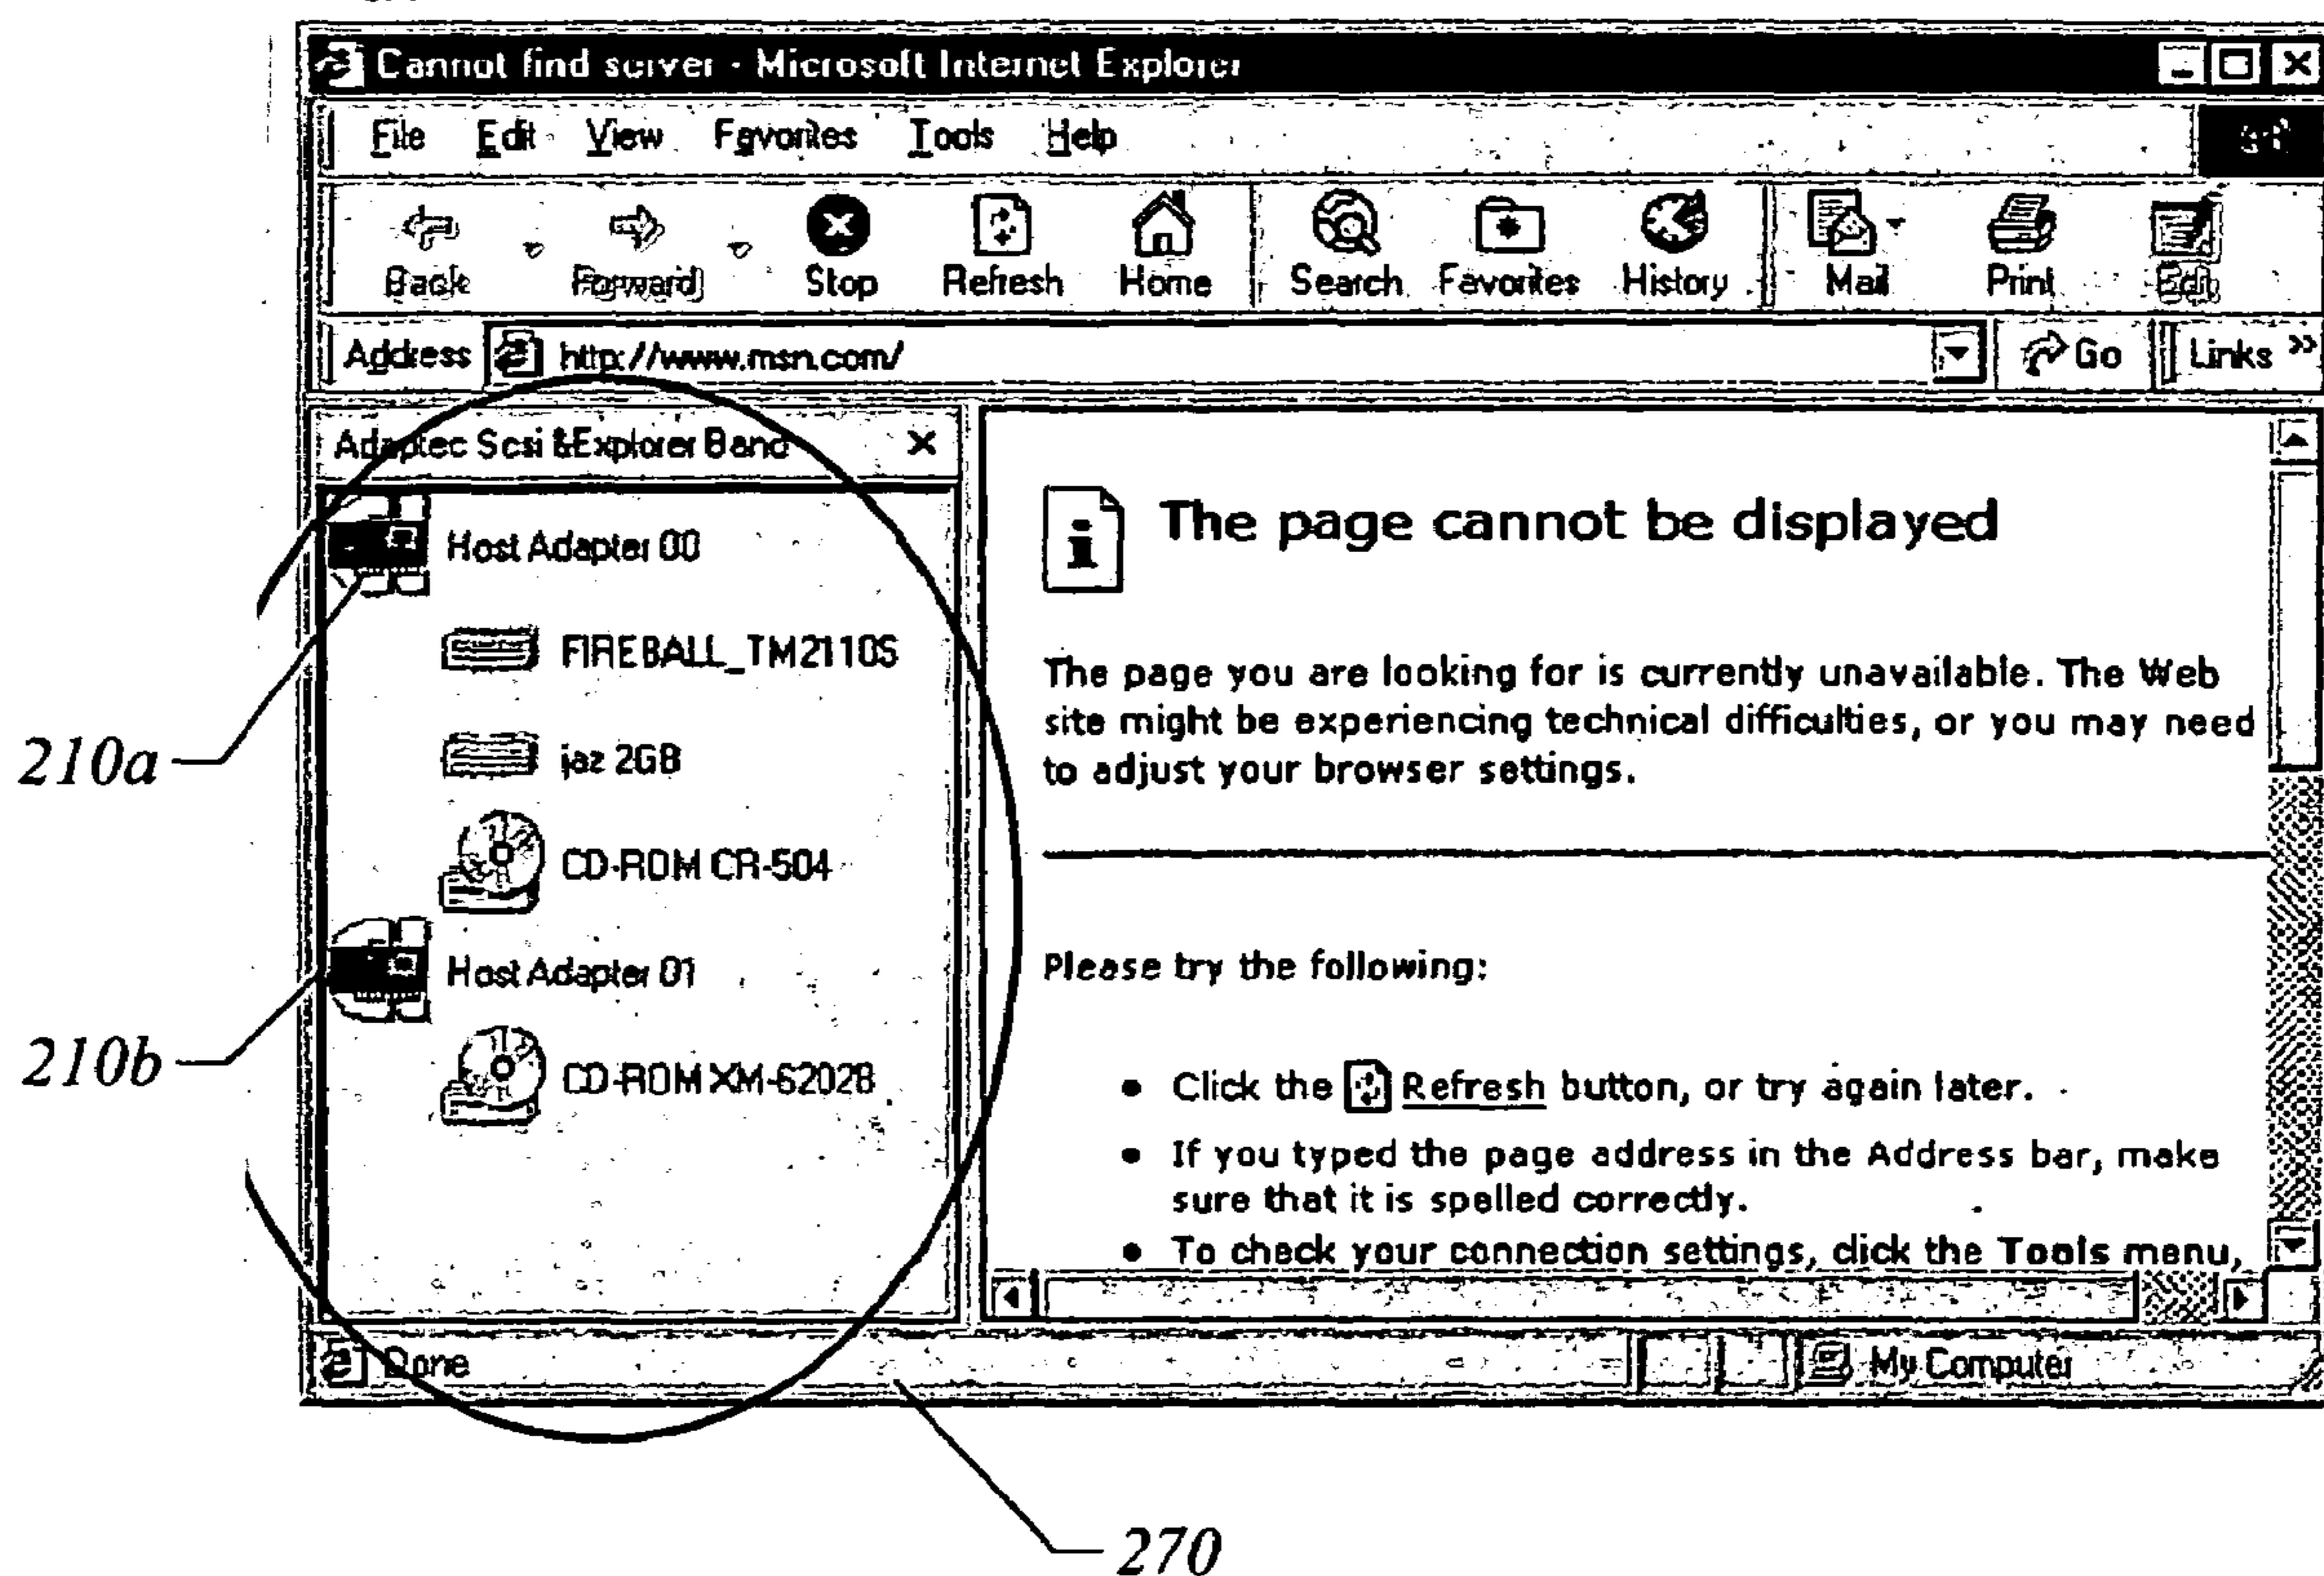 Cannot find server - Microsoft Internet Explorer
File Edit View Favorites Tools Help
Back Forward Stop Refresh Home Search Favorites History Mail Print Edit
Address http://www.msn.com/ Go Links »
Adaptec Scsi &Explorer Band
Host Adapter 00
FIREBALL_TM2110S
jaz 2GB
CD-ROM CR-504
Host Adapter 01
CD-ROM XM-6202B
210a
210b
The page cannot be displayed
The page you are looking for is currently unavailable. The Web
site might be experiencing technical difficulties, or you may need
to adjust your browser settings.
Please try the following:
• Click the Refresh button, or try again later.
• If you typed the page address in the Address bar, make
sure that it is spelled correctly.
• To check your connection settings, click the Tools menu,
Done My Computer
270